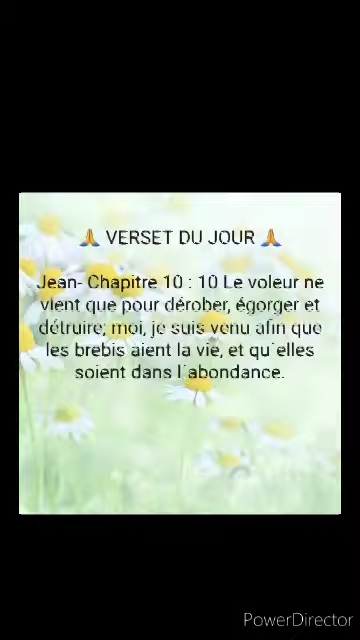 🙏 VERSET DU JOUR 🙏
Jean- Chapitre 10 : 10 Le voleur ne
vient que pour dérober, égorger et
détruire; moi, je suis venu afin que
les brebis aient la vie, et qu'elles
soient dans l'abondance.
PowerDirector